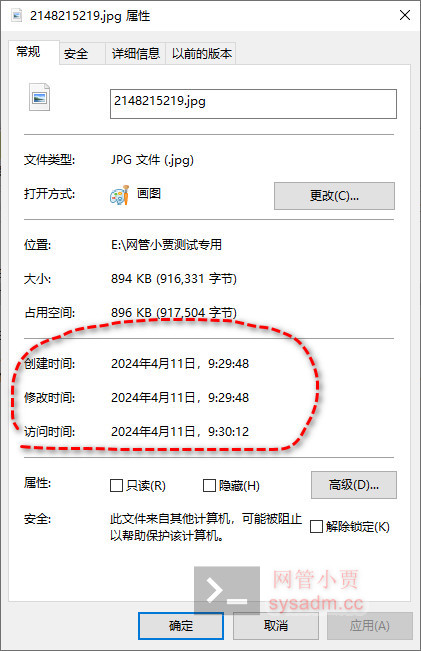 2148215219.jpg 属性
常规 安全 详细信息 以前的版本
2148215219.jpg
文件类型: JPG 文件 (.jpg)
打开方式: 画图 更改(C)...
位置: E:\网管小贾测试专用
大小: 894 KB (916,331 字节)
占用空间: 896 KB (917,504 字节)
创建时间: 2024年4月11日，9:29:48
修改时间: 2024年4月11日，9:29:48
访问时间: 2024年4月11日，9:30:12
属性: 只读(R) 隐藏(H) 高级(D)...
安全: 此文件来自其他计算机，可能被阻止
以帮助保护该计算机。 解除锁定(K)
网管小贾
sysadm.cc
确定 取消 应用(A)